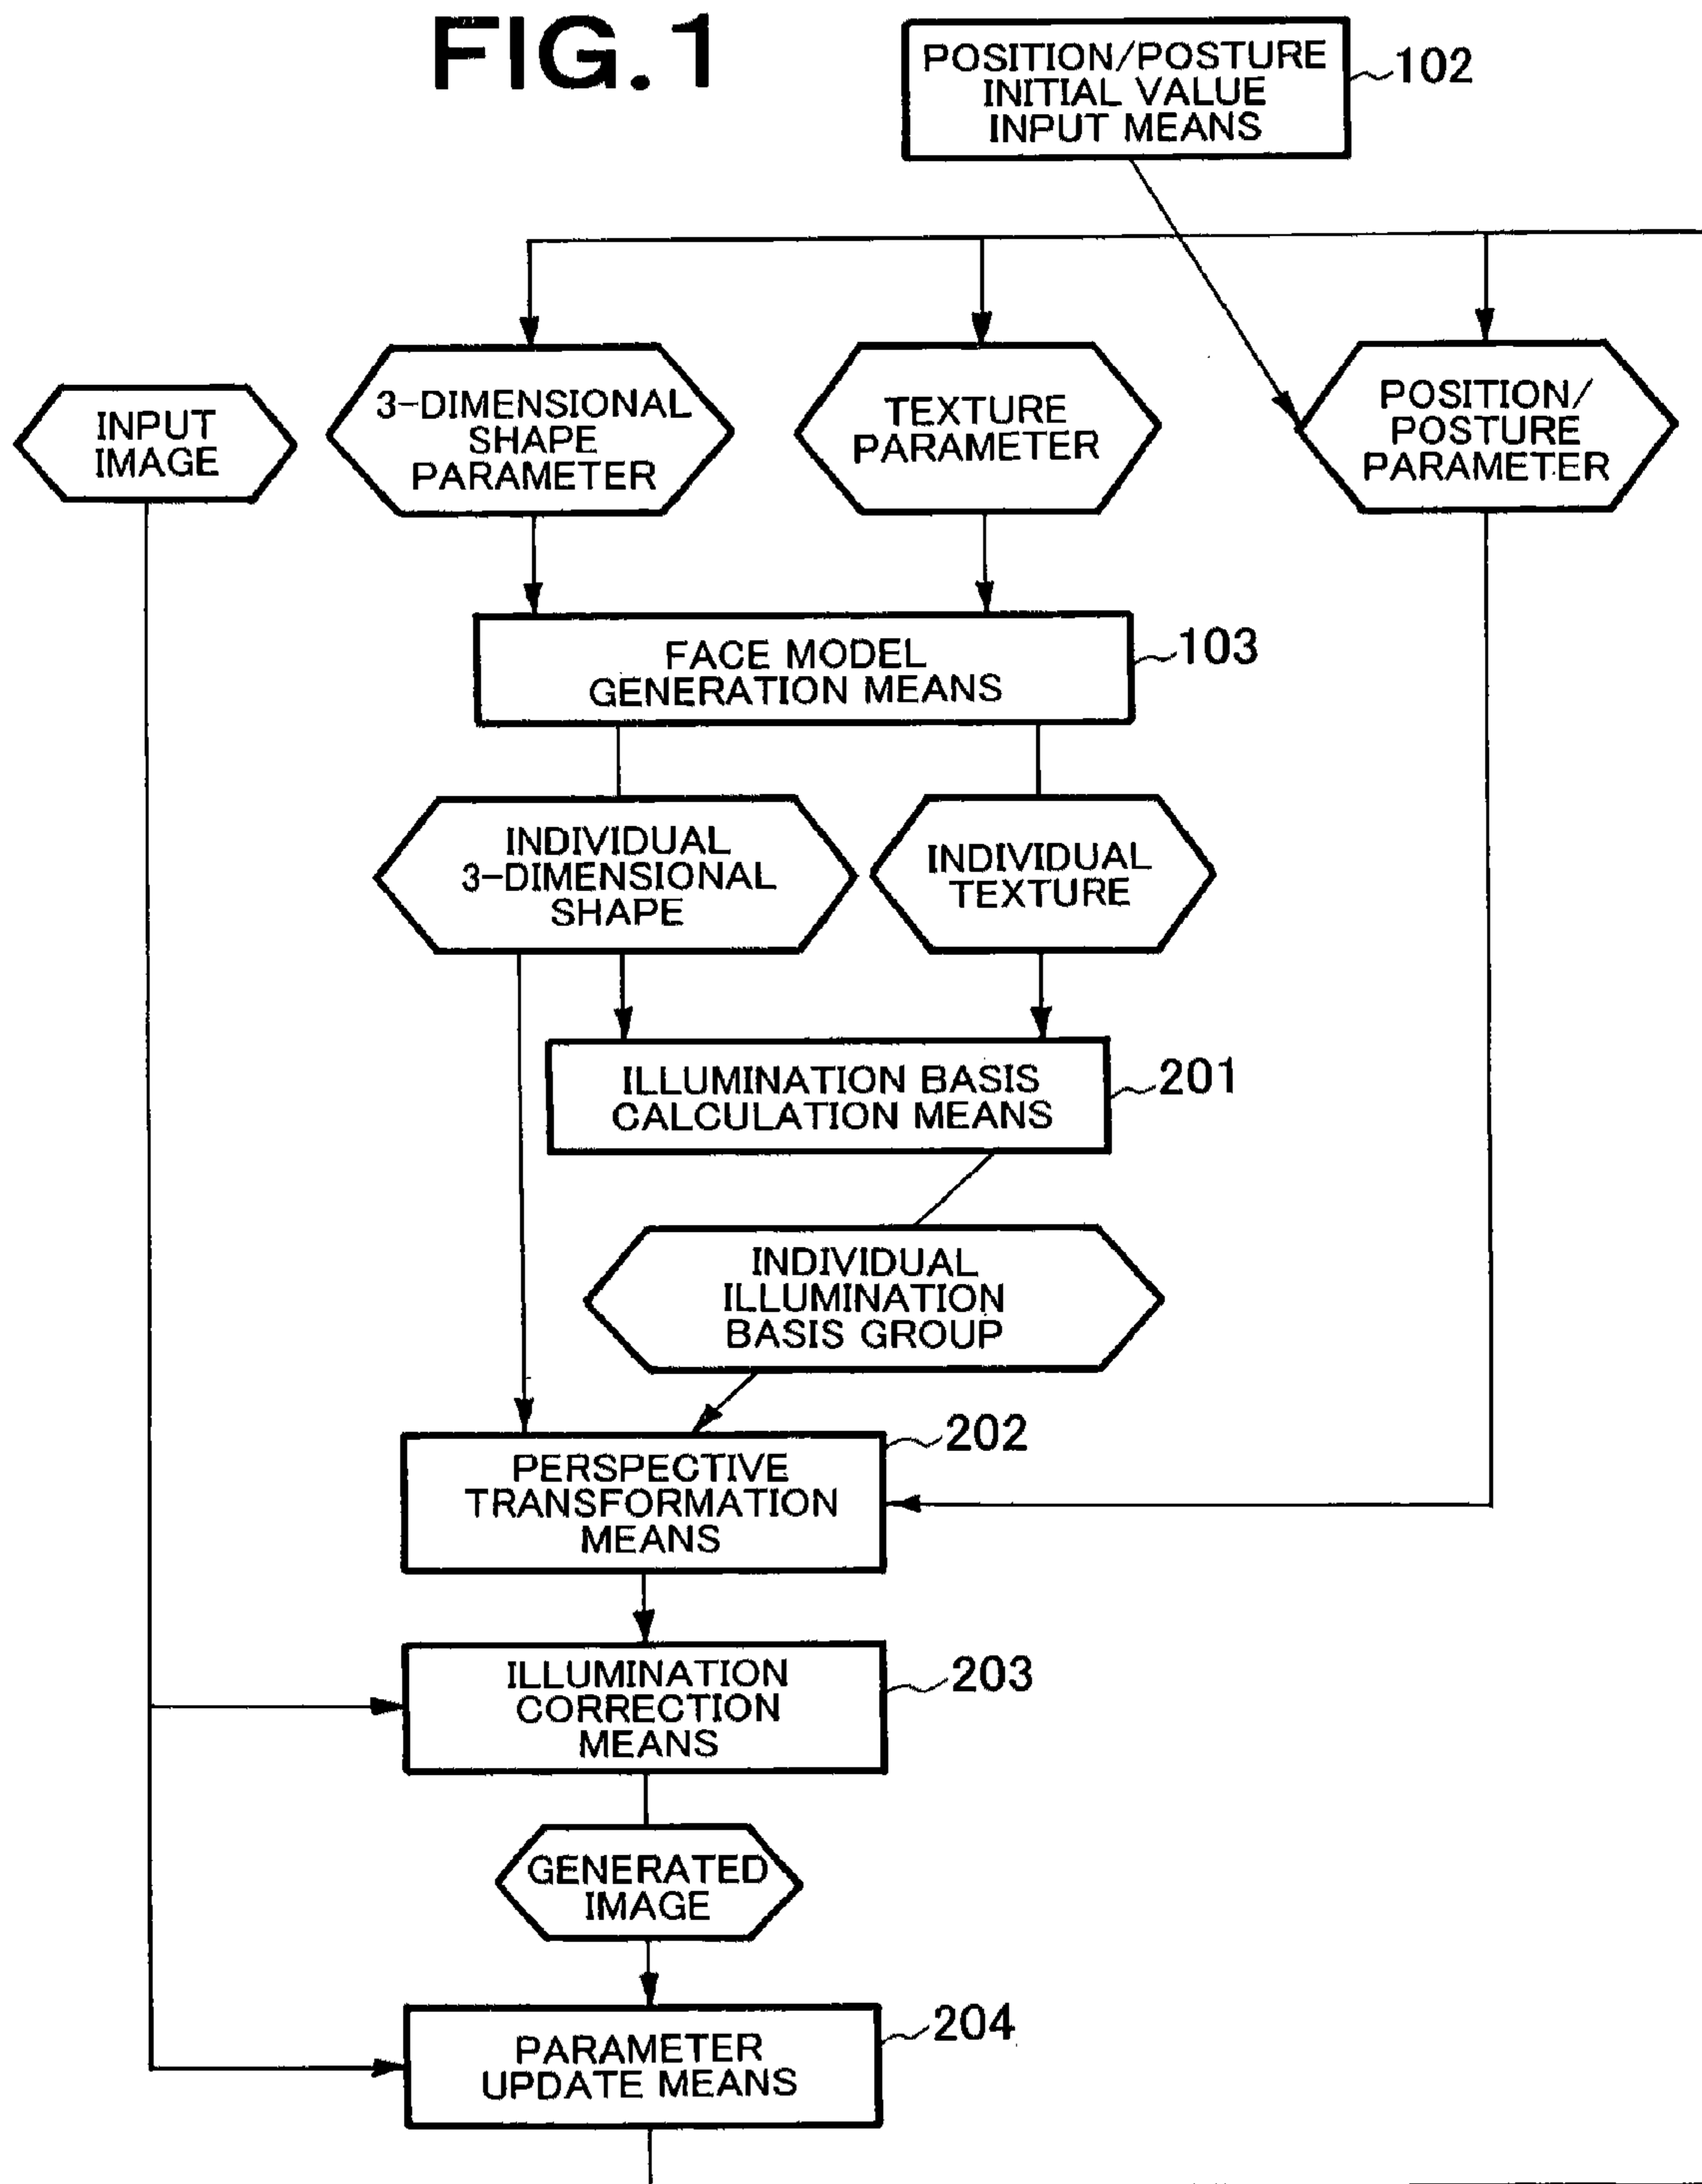 FIG.1
POSITION/POSTURE
INITIAL VALUE
INPUT MEANS
102
INPUT
IMAGE
3-DIMENSIONAL
SHAPE
PARAMETER
TEXTURE
PARAMETER
POSITION/
POSTURE
PARAMETER
FACE MODEL
GENERATION MEANS
103
INDIVIDUAL
3-DIMENSIONAL
SHAPE
INDIVIDUAL
TEXTURE
ILLUMINATION BASIS
CALCULATION MEANS
201
INDIVIDUAL
ILLUMINATION
BASIS GROUP
PERSPECTIVE
TRANSFORMATION
MEANS
202
ILLUMINATION
CORRECTION
MEANS
203
GENERATED
IMAGE
PARAMETER
UPDATE MEANS
204